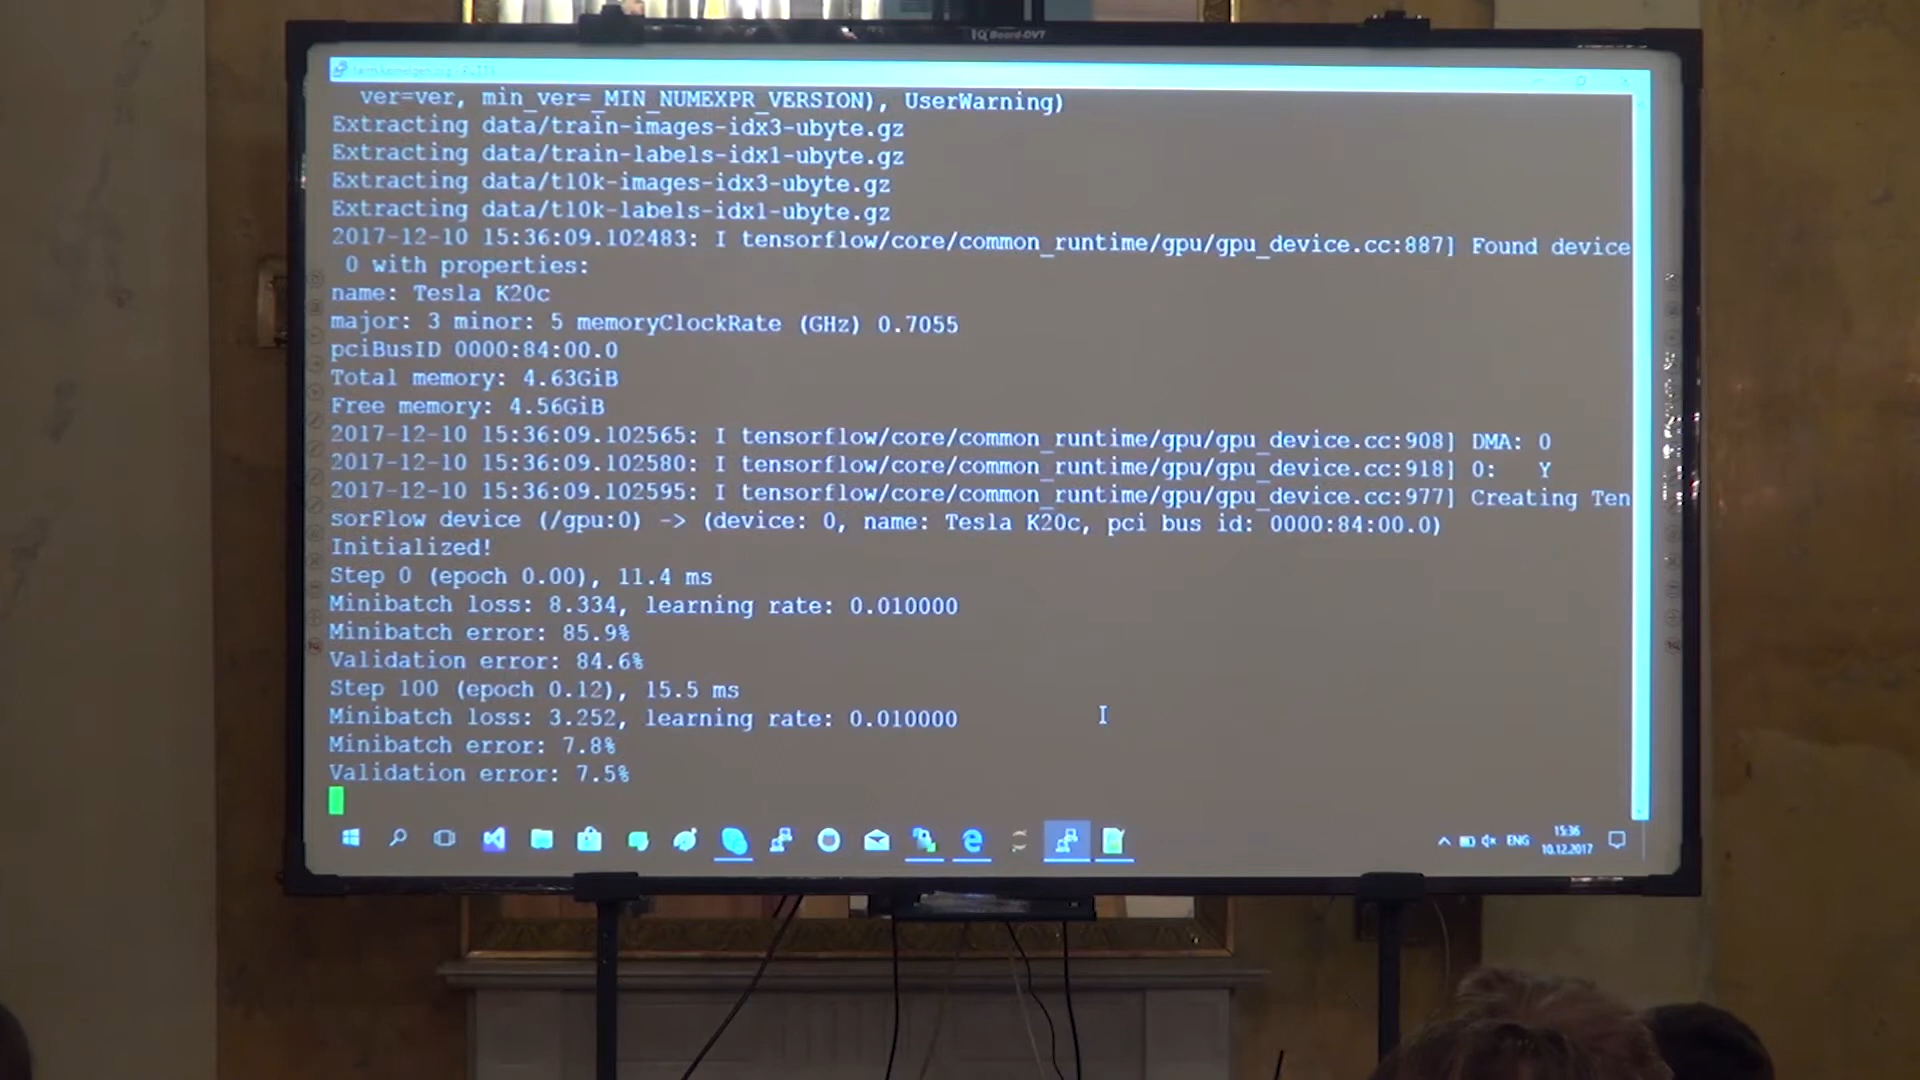 IQ Board-DVT
ver=ver, min_ver=_MIN_NUMEXPR_VERSION), UserWarning)
Extracting data/train-images-idx3-ubyte.gz
Extracting data/train-labels-idx1-ubyte.gz
Extracting data/t10k-images-idx3-ubyte.gz
Extracting data/t10k-labels-idx1-ubyte.gz
2017-12-10 15:36:09.102483: I tensorflow/core/common_runtime/gpu/gpu_device.cc:887] Found device
0 with properties:
name: Tesla K20c
major: 3 minor: 5 memoryClockRate (GHz) 0.7055
pciBusID 0000:84:00.0
Total memory: 4.63GiB
Free memory: 4.56GiB
2017-12-10 15:36:09.102565: I tensorflow/core/common_runtime/gpu/gpu_device.cc:908] DMA: 0
2017-12-10 15:36:09.102580: I tensorflow/core/common_runtime/gpu/gpu_device.cc:918] 0:   Y
2017-12-10 15:36:09.102595: I tensorflow/core/common_runtime/gpu/gpu_device.cc:977] Creating Ten
sorFlow device (/gpu:0) -> (device: 0, name: Tesla K20c, pci bus id: 0000:84:00.0)
Initialized!
Step 0 (epoch 0.00), 11.4 ms
Minibatch loss: 8.334, learning rate: 0.010000
Minibatch error: 85.9%
Validation error: 84.6%
Step 100 (epoch 0.12), 15.5 ms
Minibatch loss: 3.252, learning rate: 0.010000
Minibatch error: 7.8%
Validation error: 7.5%
ENG
15:36
10.12.2017